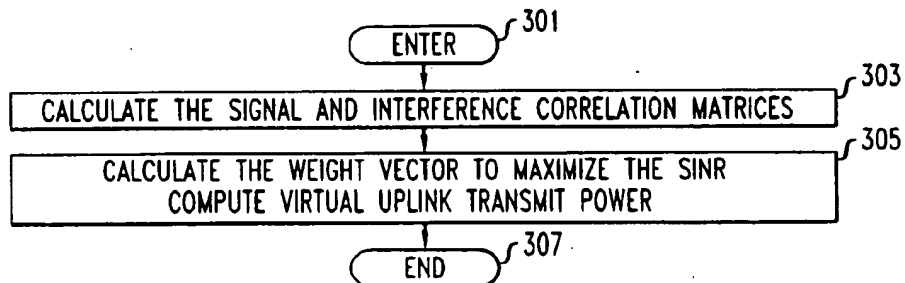 ENTER
301
CALCULATE THE SIGNAL AND INTERFERENCE CORRELATION MATRICES
303
CALCULATE THE WEIGHT VECTOR TO MAXIMIZE THE SINR
COMPUTE VIRTUAL UPLINK TRANSMIT POWER
305
END
307